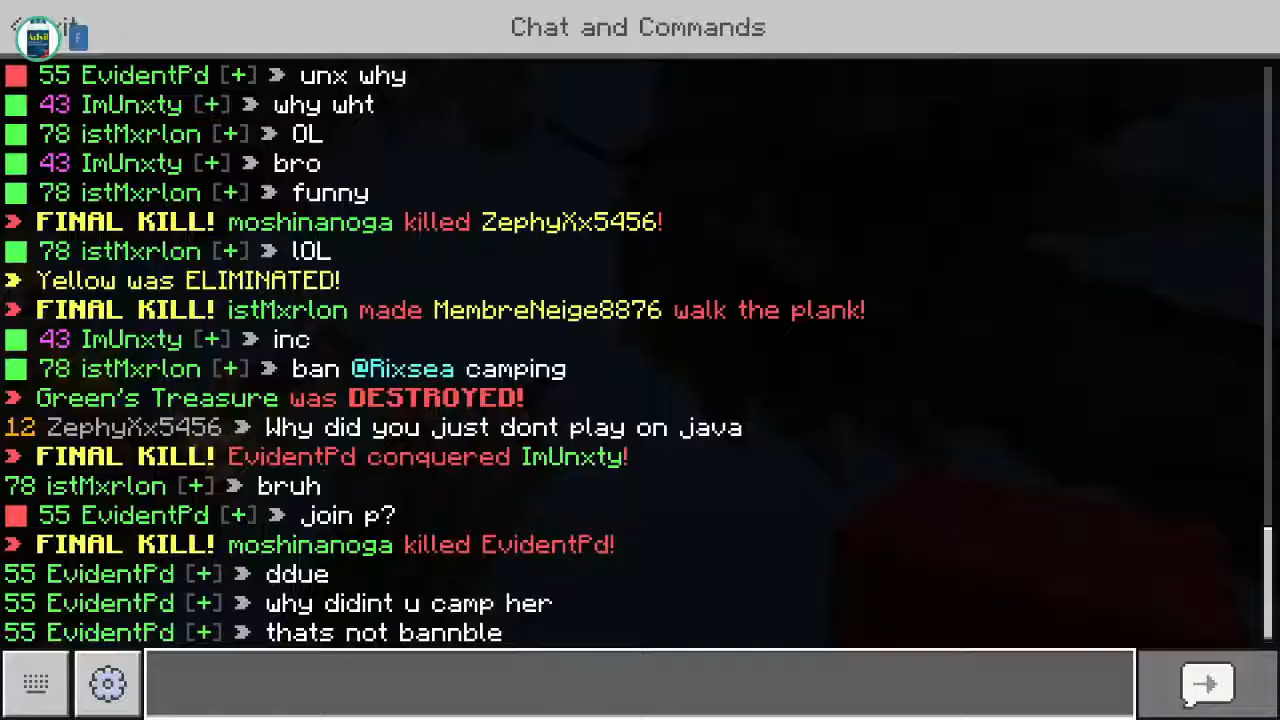 Chat and Commands
Advil
F
55 EvidentPd [+] » unx why
43 ImUnxty [+] » why wht
78 istMxrlon [+] » OL
43 ImUnxty [+] » bro
78 istMxrlon [+] » funny
» FINAL KILL! moshinanoga killed ZephyXx5456!
78 istMxrlon [+] » lOL
» Yellow was ELIMINATED!
» FINAL KILL! istMxrlon made MembreNeige8876 walk the plank!
43 ImUnxty [+] » inc
78 istMxrlon [+] » ban @Rixsea camping
» Green's Treasure was DESTROYED!
12 ZephyXx5456 » Why did you just dont play on java
» FINAL KILL! EvidentPd conquered ImUnxty!
78 istMxrlon [+] » bruh
55 EvidentPd [+] » join p?
» FINAL KILL! moshinanoga killed EvidentPd!
55 EvidentPd [+] » ddue
55 EvidentPd [+] » why didint u camp her
55 EvidentPd [+] » thats not bannble